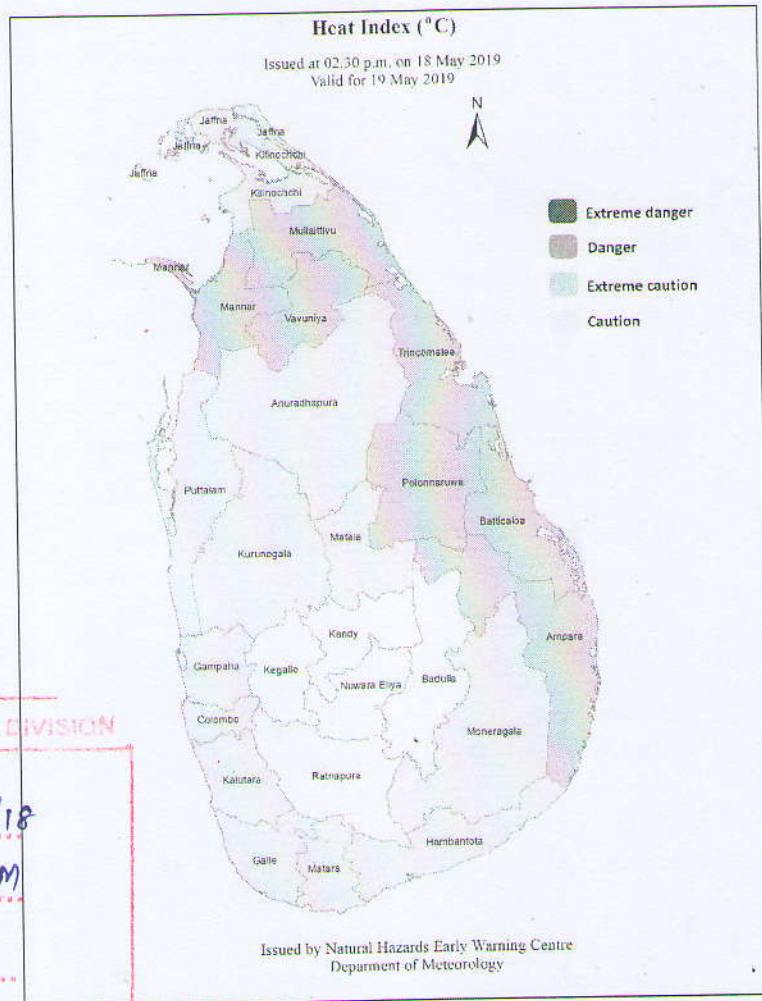 Heat Index (°C)
Issued at 02.30 p.m. on 18 May 2019
Valid for 19 May 2019
N
Jaffna
Jaffna
Jaffna
Jaffna
Kilinochchi
Kilinochchi
Mullaittivu
Mannar
Mannar
Vavuniya
Extreme danger
Danger
Extreme caution
Caution
Trincomalee
Anuradhapura
Puttalam
Polonnaruwa
Batticaloa
Matale
Kurunegala
Kandy
Ampara
Gampaha
Kegalle
Nuwara Eliya
Badulla
Colombo
Moneragala
DIVISION
Kalutara
Ratnapura
/18
M
Galle
Matara
Hambantota
Issued by Natural Hazards Early Warning Centre
Deparment of Meteorology